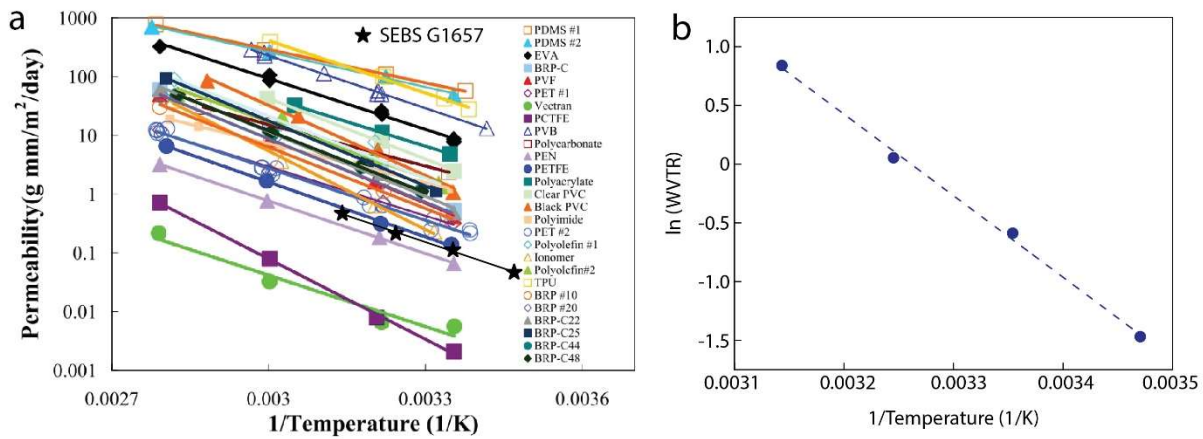 a
1000
100
10
1
0.1
0.01
0.001
Permeability(g mm/m²/day)
0.0027
0.003
0.0033
0.0036
1/Temperature (1/K)
★ SEBS G1657
PDMS #1
PDMS #2
EVA
BRP-C
PVF
PET #1
Vectran
PCTFE
PVB
Polycarbonate
PEN
PETFE
Polyacrylate
Clear PVC
Black PVC
Polyimide
PET #2
Polyolefin #1
Ionomer
Polyolefin#2
TPU
BRP #10
BRP #20
BRP-C22
BRP-C25
BRP-C44
BRP-C48
b
1.0
0.5
0
-0.5
-1.0
-1.5
ln (WVTR)
0.0031
0.0032
0.0033
0.0034
0.0035
1/Temperature (1/K)